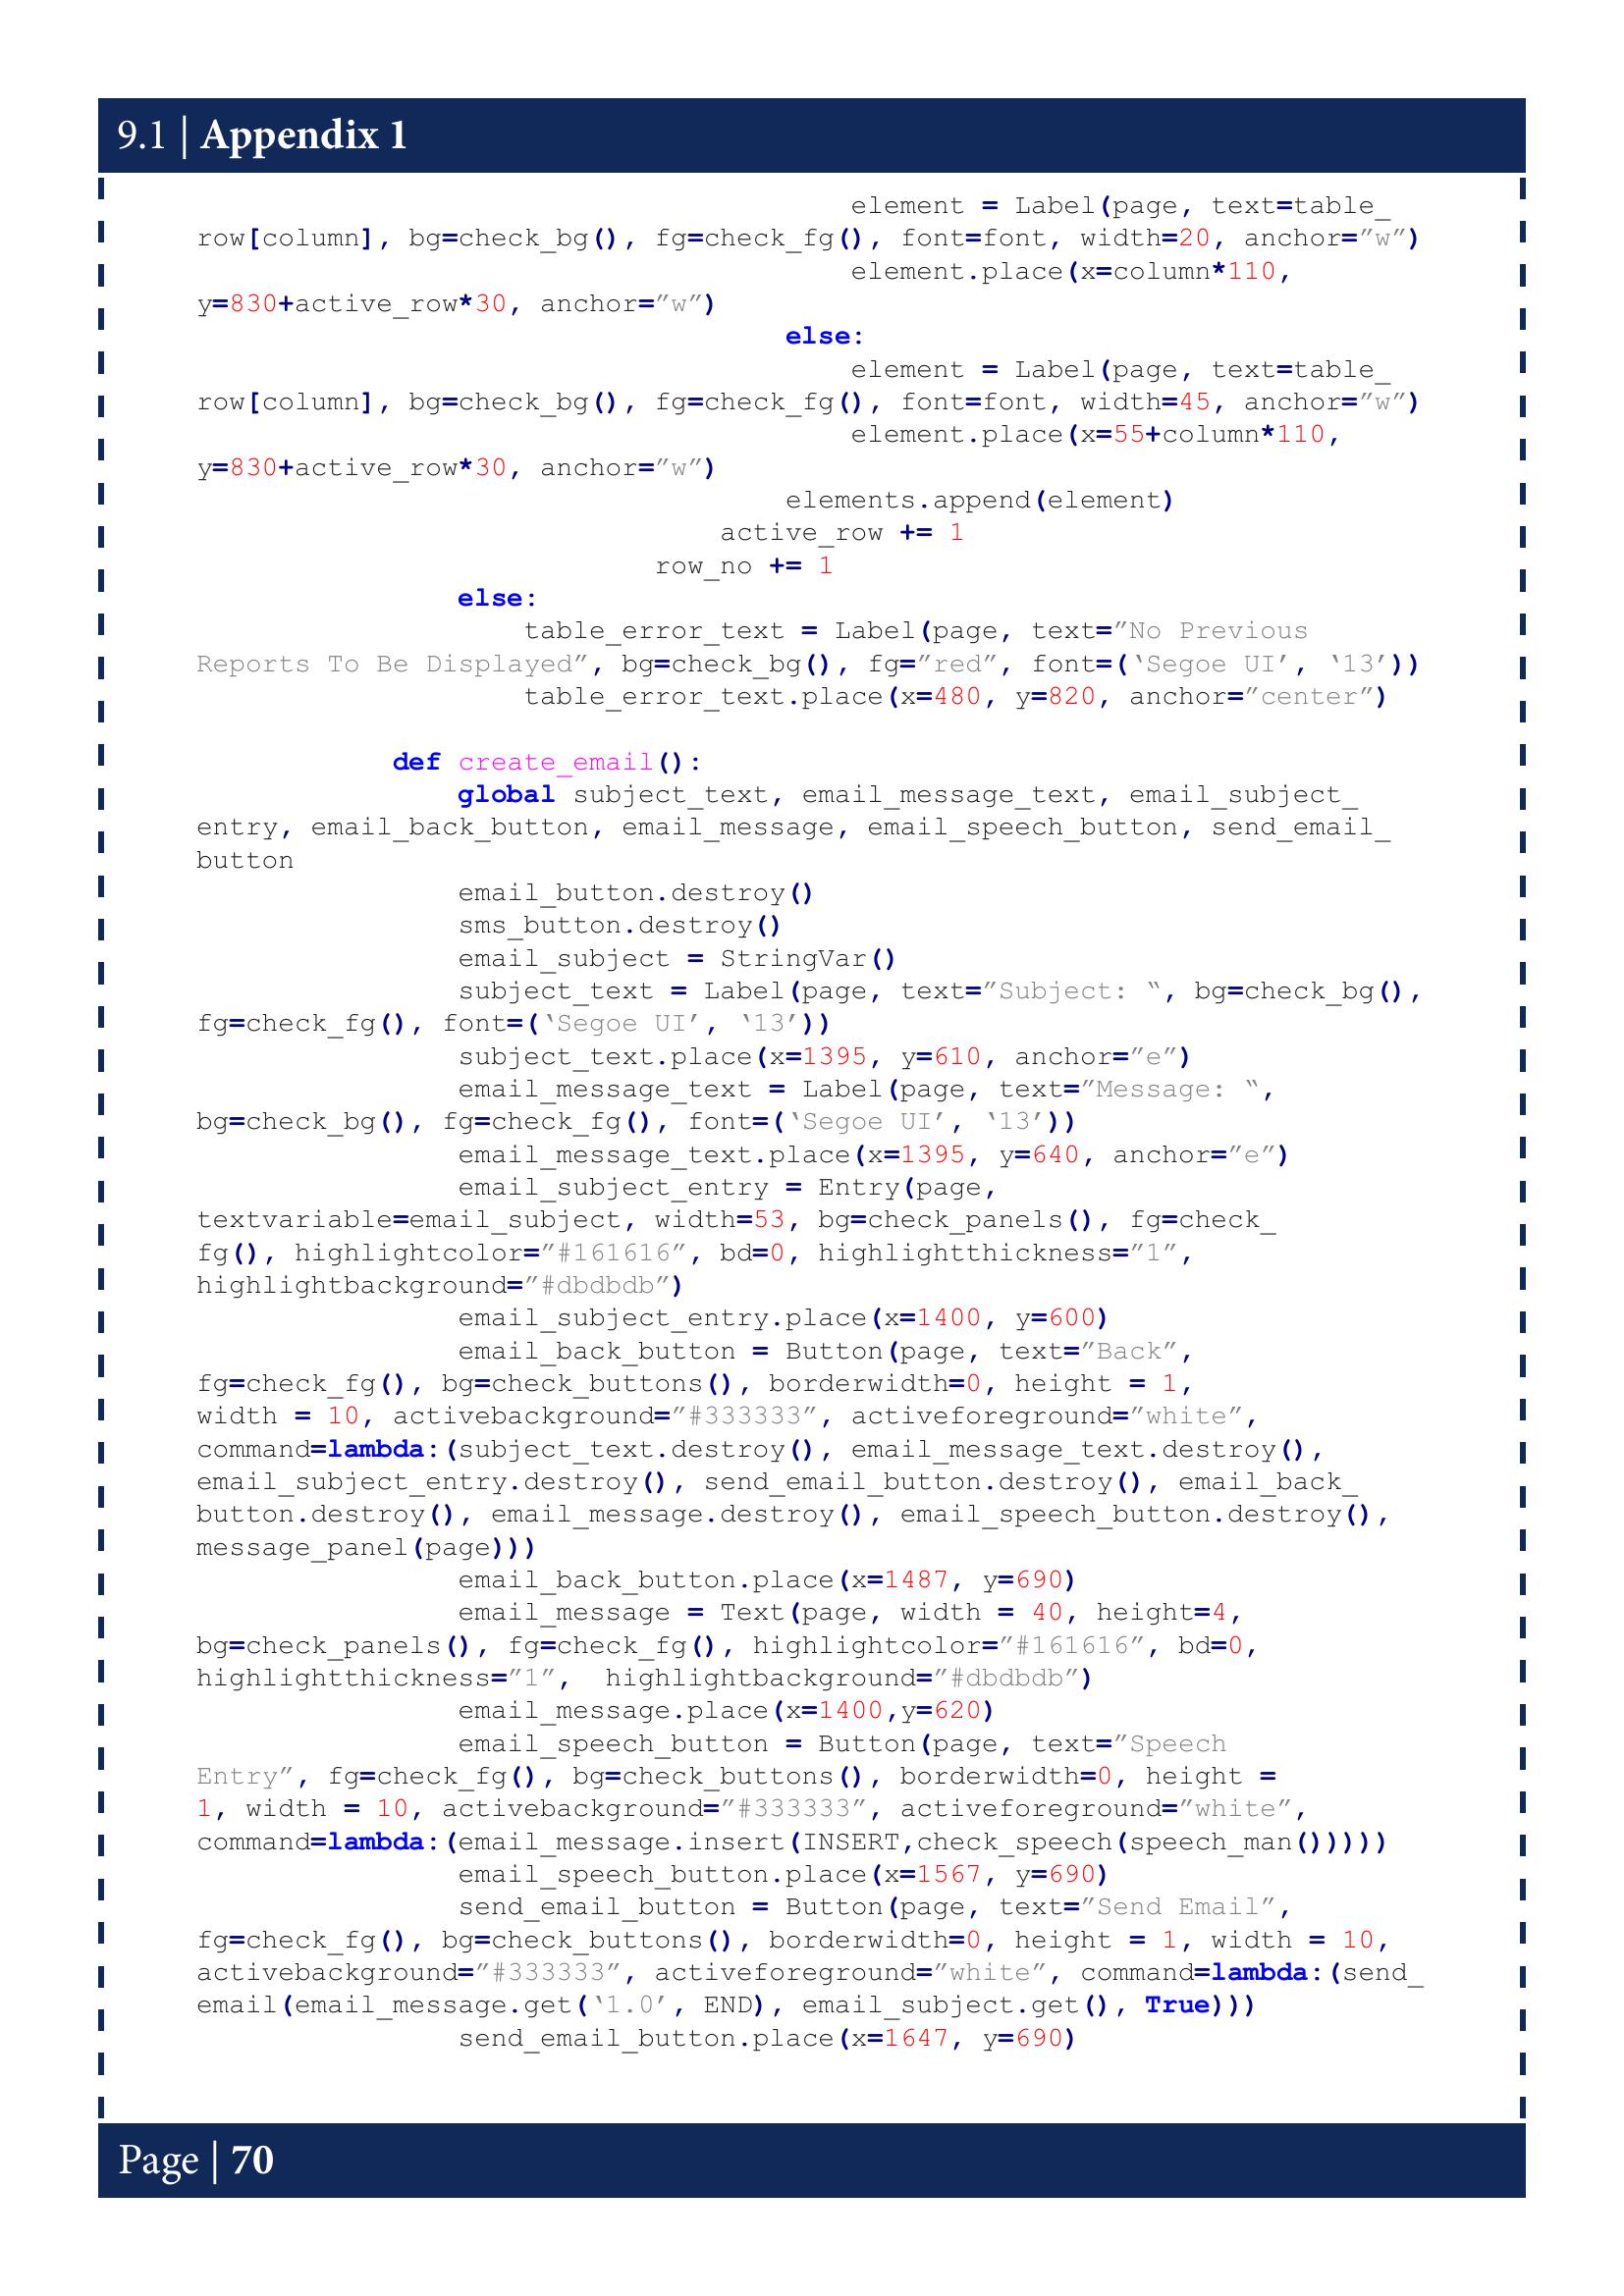 9.1 | Appendix 1
element = Label(page, text=table_
row[column], bg=check_bg(), fg=check_fg(), font=font, width=20, anchor=”w”)
element.place(x=column*110,
y=830+active_row*30, anchor=”w”)
else:
element = Label(page, text=table_
row[column], bg=check_bg(), fg=check_fg(), font=font, width=45, anchor=”w”)
element.place(x=55+column*110,
y=830+active_row*30, anchor=”w”)
elements.append(element)
active_row += 1
row_no += 1
else:
table_error_text = Label(page, text=”No Previous
Reports To Be Displayed”, bg=check_bg(), fg=”red”, font=(‘Segoe UI’, ‘13’))
table_error_text.place(x=480, y=820, anchor=”center”)
def create_email():
global subject_text, email_message_text, email_subject_
entry, email_back_button, email_message, email_speech_button, send_email_
button
email_button.destroy()
sms_button.destroy()
email_subject = StringVar()
subject_text = Label(page, text=”Subject: “, bg=check_bg(),
fg=check_fg(), font=(‘Segoe UI’, ‘13’))
subject_text.place(x=1395, y=610, anchor=”e”)
email_message_text = Label(page, text=”Message: “,
bg=check_bg(), fg=check_fg(), font=(‘Segoe UI’, ‘13’))
email_message_text.place(x=1395, y=640, anchor=”e”)
email_subject_entry = Entry(page,
textvariable=email_subject, width=53, bg=check_panels(), fg=check_
fg(), highlightcolor=”#161616”, bd=0, highlightthickness=”1”,
highlightbackground=”#dbdbdb”)
email_subject_entry.place(x=1400, y=600)
email_back_button = Button(page, text=”Back”,
fg=check_fg(), bg=check_buttons(), borderwidth=0, height = 1,
width = 10, activebackground=”#333333”, activeforeground=”white”,
command=lambda:(subject_text.destroy(), email_message_text.destroy(),
email_subject_entry.destroy(), send_email_button.destroy(), email_back_
button.destroy(), email_message.destroy(), email_speech_button.destroy(),
message_panel(page)))
email_back_button.place(x=1487, y=690)
email_message = Text(page, width = 40, height=4,
bg=check_panels(), fg=check_fg(), highlightcolor=”#161616”, bd=0,
highlightthickness=”1”,  highlightbackground=”#dbdbdb”)
email_message.place(x=1400,y=620)
email_speech_button = Button(page, text=”Speech
Entry”, fg=check_fg(), bg=check_buttons(), borderwidth=0, height =
1, width = 10, activebackground=”#333333”, activeforeground=”white”,
command=lambda:(email_message.insert(INSERT,check_speech(speech_man()))))
email_speech_button.place(x=1567, y=690)
send_email_button = Button(page, text=”Send Email”,
fg=check_fg(), bg=check_buttons(), borderwidth=0, height = 1, width = 10,
activebackground=”#333333”, activeforeground=”white”, command=lambda:(send_
email(email_message.get(‘1.0’, END), email_subject.get(), True)))
send_email_button.place(x=1647, y=690)
Page | 70